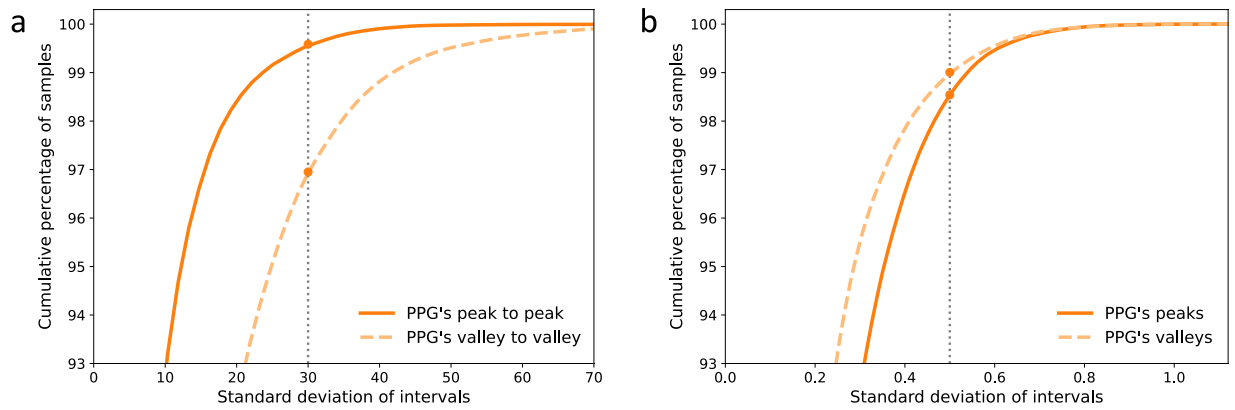 a
Cumulative percentage of samples
100
99
98
97
96
95
94
93
0 10 20 30 40 50 60 70
Standard deviation of intervals
PPG's peak to peak
PPG's valley to valley
b
Cumulative percentage of samples
100
99
98
97
96
95
94
93
0.0 0.2 0.4 0.6 0.8 1.0
Standard deviation of intervals
PPG's peaks
PPG's valleys